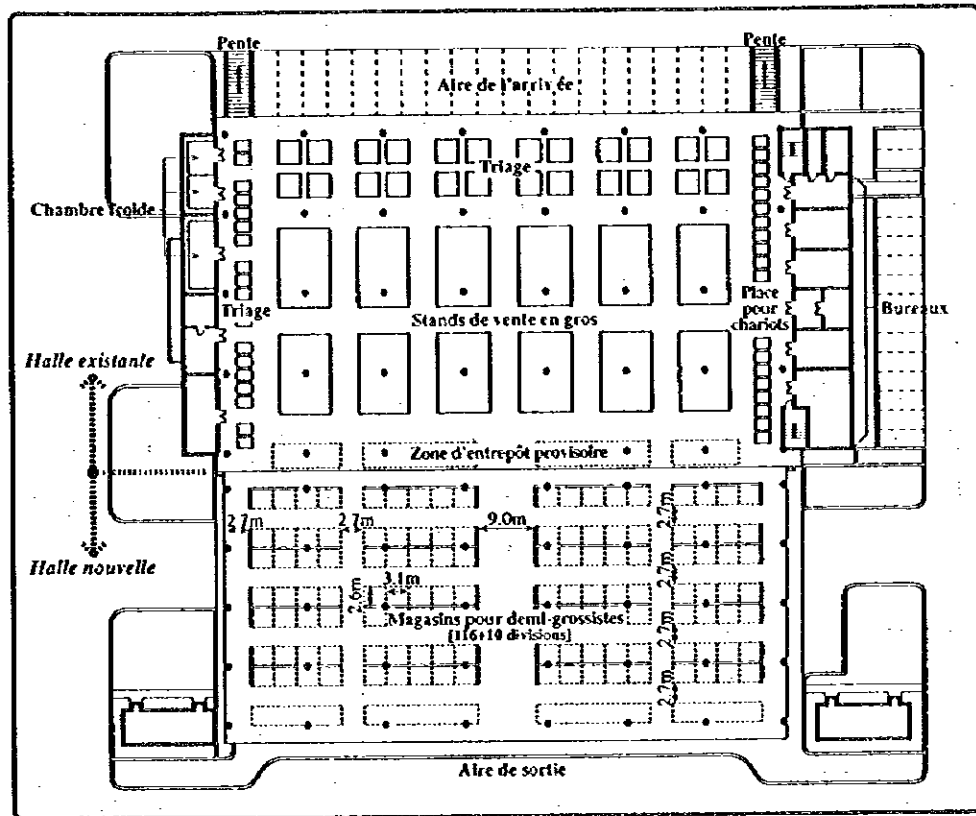 Pente
Pente
Aire de l'arrivée
Triage
Chambre froide
Triage
Stands de vente en gros
Place
pour
chariots
Bureaux
Halle existante
Zone d'entrepôt provisoire
2.7m
2.7m
9.0m
2.7m
Halle nouvelle
2.7m
3.1m
2.6m
Magasins pour demi-grossistes
[116+10 divisions]
2.7m
2.7m
Aire de sortie